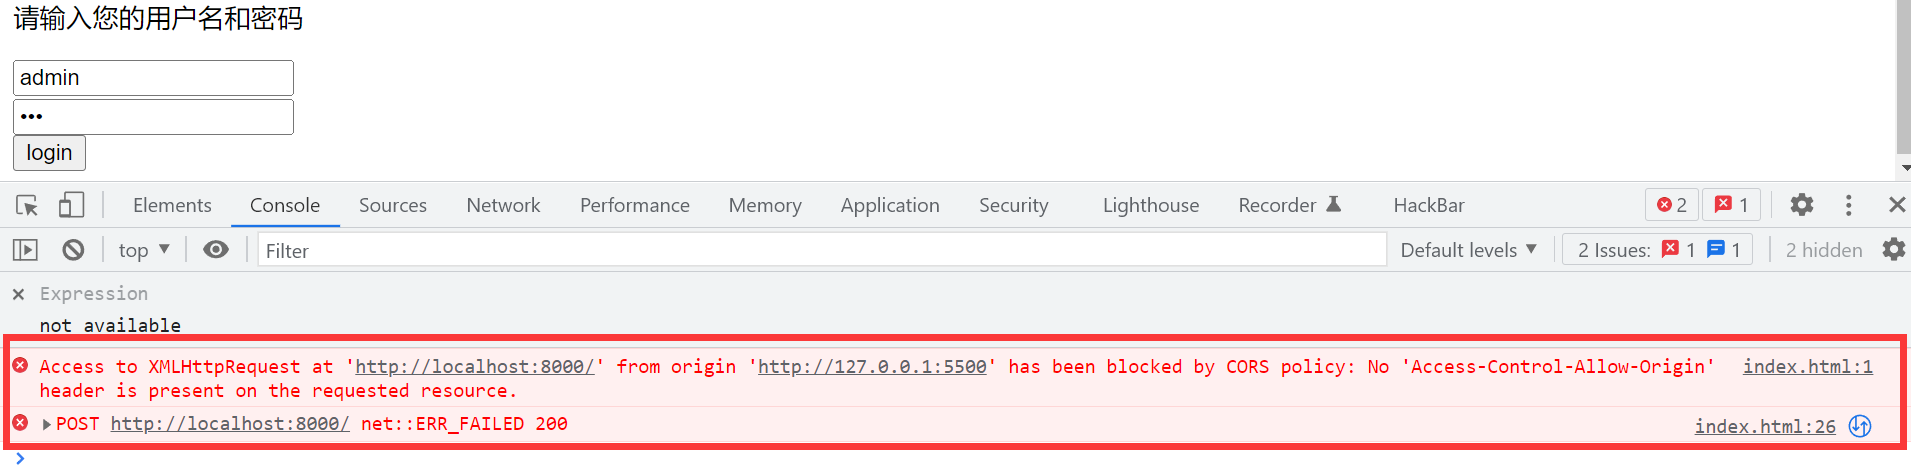 请输入您的用户名和密码
admin
•••
login
Elements Console Sources Network Performance Memory Application Security Lighthouse Recorder HackBar 2 1
top Filter Default levels 2 Issues: 1 1 2 hidden
Expression
not available
Access to XMLHttpRequest at 'http://localhost:8000/' from origin 'http://127.0.0.1:5500' has been blocked by CORS policy: No 'Access-Control-Allow-Origin' index.html:1
header is present on the requested resource.
POST http://localhost:8000/ net::ERR_FAILED 200 index.html:26